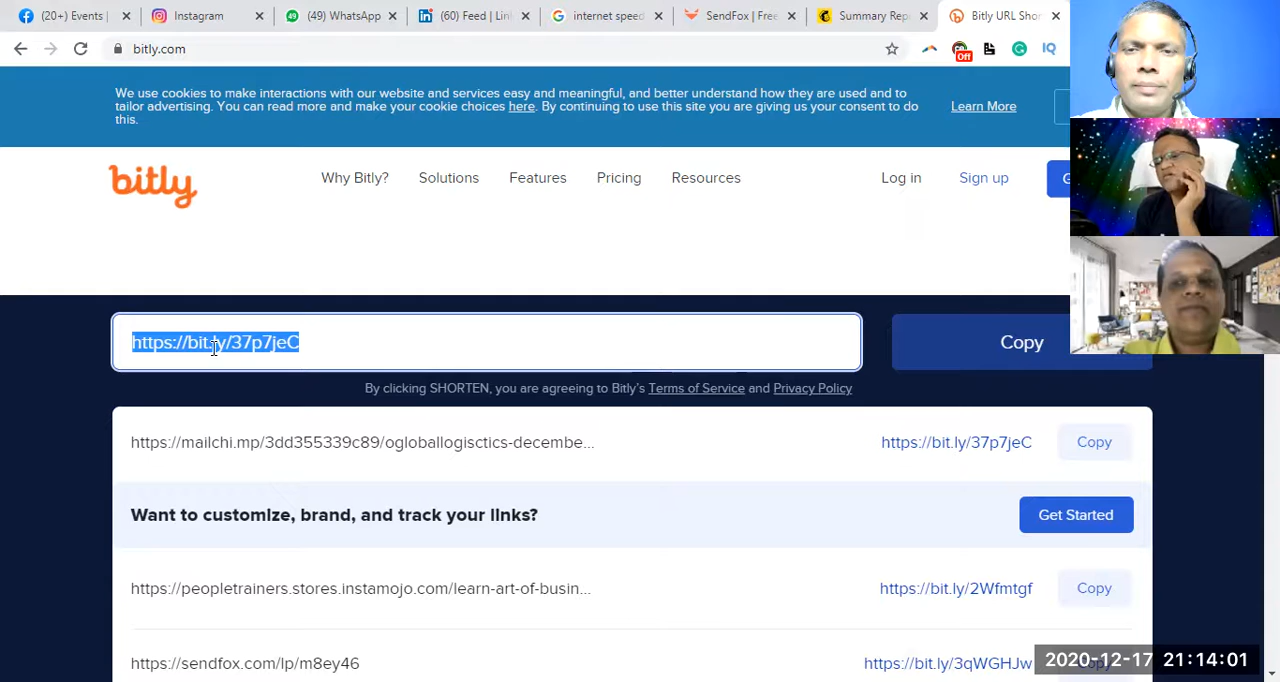 (20+) Events |
Instagram
(49) WhatsApp
(60) Feed | Lin
internet speed
SendFox | Free
Summary Rep
Bitly URL Shor
bitly.com
Off
IQ
We use cookies to make interactions with our website and services easy and meaningful, and better understand how they are used and to
tailor advertising. You can read more and make your cookie choices here. By continuing to use this site you are giving us your consent to do
this.
Learn More
bitly
Why Bitly?
Solutions
Features
Pricing
Resources
Log in
Sign up
G
https://bit.ly/37p7jeC
Copy
By clicking SHORTEN, you are agreeing to Bitly's Terms of Service and Privacy Policy
https://mailchi.mp/3dd355339c89/ogloballogisctics-decembe...
https://bit.ly/37p7jeC
Copy
Want to customize, brand, and track your links?
Get Started
https://peopletrainers.stores.instamojo.com/learn-art-of-busin...
https://bit.ly/2Wfmtgf
Copy
https://sendfox.com/lp/m8ey46
https://bit.ly/3qWGHJw
2020-12-17 21:14:01